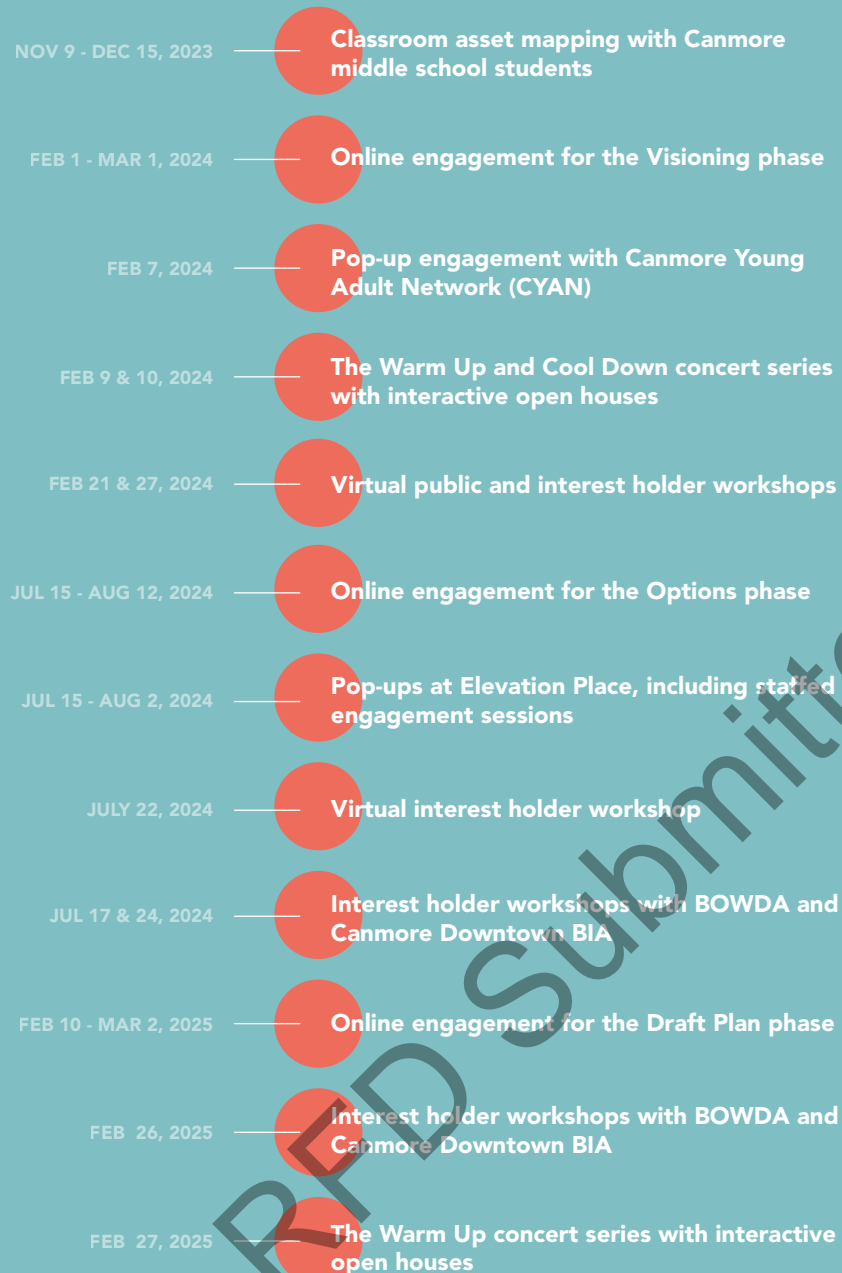 NOV 9 - DEC 15, 2023
Classroom asset mapping with Canmore
middle school students
FEB 1 - MAR 1, 2024
Online engagement for the Visioning phase
FEB 7, 2024
Pop-up engagement with Canmore Young
Adult Network (CYAN)
FEB 9 & 10, 2024
The Warm Up and Cool Down concert series
with interactive open houses
FEB 21 & 27, 2024
Virtual public and interest holder workshops
JUL 15 - AUG 12, 2024
Online engagement for the Options phase
JUL 15 - AUG 2, 2024
Pop-ups at Elevation Place, including staffed
engagement sessions
JULY 22, 2024
Virtual interest holder workshop
JUL 17 & 24, 2024
Interest holder workshops with BOWDA and
Canmore Downtown BIA
FEB 10 - MAR 2, 2025
Online engagement for the Draft Plan phase
FEB 26, 2025
Interest holder workshops with BOWDA and
Canmore Downtown BIA
FEB 27, 2025
The Warm Up concert series with interactive
open houses
RFD